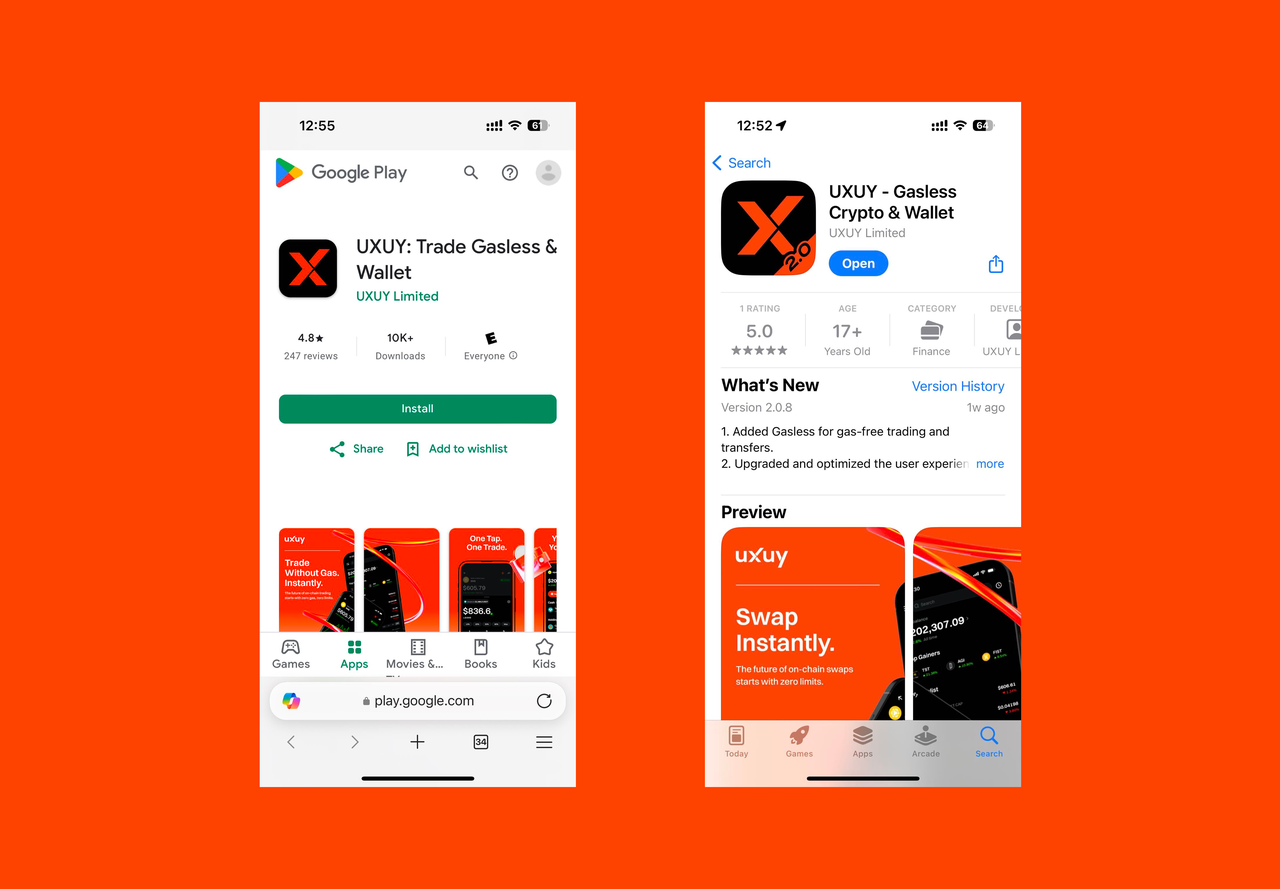 12:55
61
Google Play
UXUY: Trade Gasless &
Wallet
UXUY Limited
4.8★
247 reviews
10K+
Downloads
E
Everyone
Install
Share
Add to wishlist
uxuy
Trade
Without Gas.
Instantly.
The future of on-chain trading
starts with zero gas, zero limits.
One Tap.
One Trade.
$605.79
$836.6
Games
Apps
Movies &...
Books
Kids
play.google.com
34
12:52
64
Search
X 2.0
UXUY - Gasless
Crypto & Wallet
UXUY Limited
Open
1 RATING
5.0
★★★★★
AGE
17+
Years Old
CATEGORY
Finance
DEVEL
UXUY L
What's New
Version History
Version 2.0.8
1w ago
1. Added Gasless for gas-free trading and
transfers.
2. Upgraded and optimized the user experien
more
Preview
uxuy
Swap
Instantly.
The future of on-chain swaps
starts with zero limits.
Search
202,307.09
p Gainers
TST
AGI
FIST
$606.61
$0.04198
Today
Games
Apps
Arcade
Search